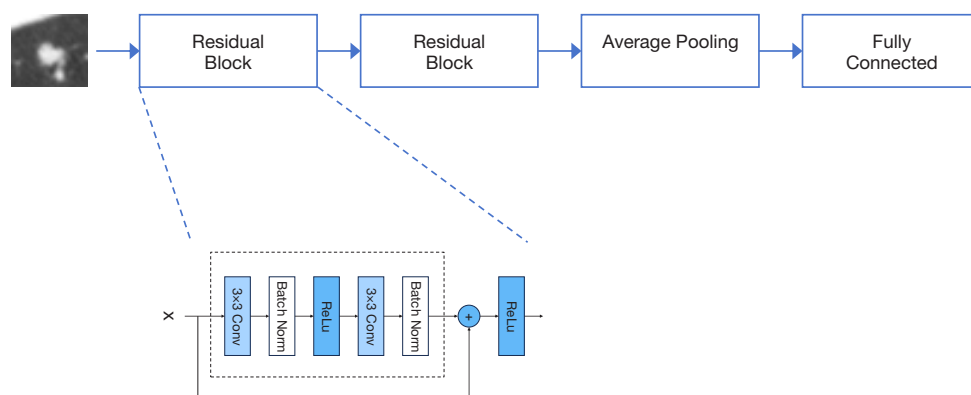 Residual
Block
Residual
Block
Average Pooling
Fully
Connected
X
3×3 Conv
Batch Norm
ReLu
3×3 Conv
Batch Norm
+
ReLu